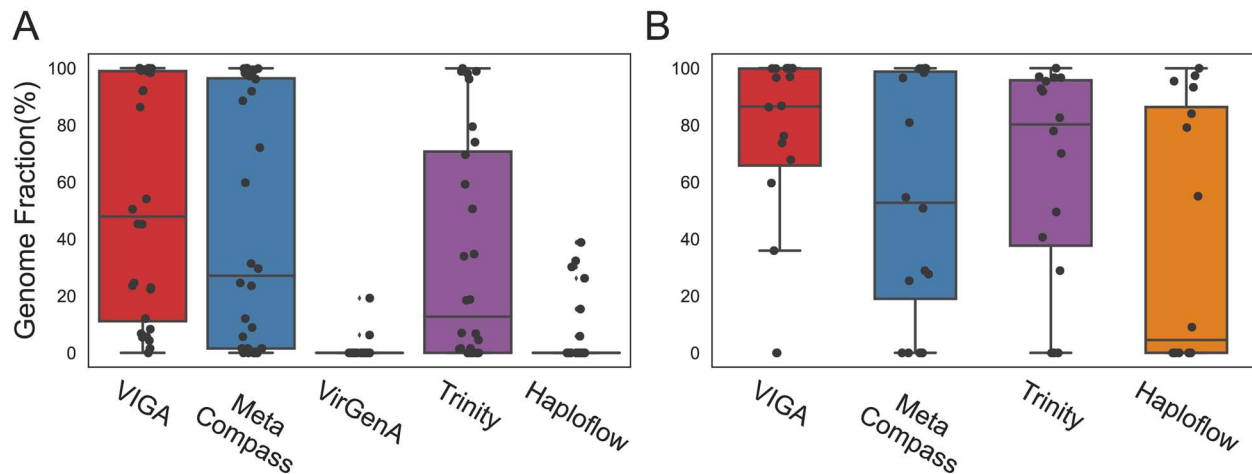 A
B
Genome Fraction(%)
100
80
60
40
20
0
VIGA
Meta
Compass
VirGenA
Trinity
Haploflow
100
80
60
40
20
0
VIGA
Meta
Compass
Trinity
Haploflow